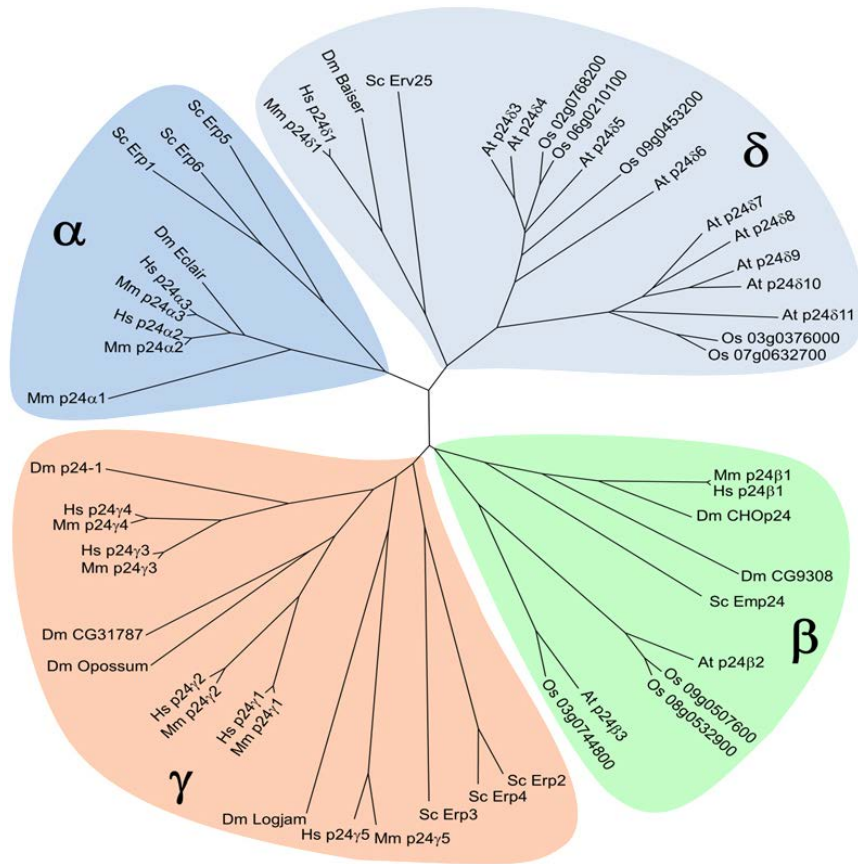 α
Sc Erp1
Sc Erp6
Sc Erp5
Dm Eclair
Hs p24α3
Mm p24α3
Hs p24α2
Mm p24α2
Mm p24α1
δ
Mm p24δ1
Hs p24δ1
Dm Baiser
Sc Erv25
At p24δ3
At p24δ4
Os 02g0768200
Os 06g0210100
At p24δ5
Os 09g0453200
At p24δ6
At p24δ7
At p24δ8
At p24δ9
At p24δ10
At p24δ11
Os 03g0376000
Os 07g0632700
γ
Dm p24-1
Hs p24γ4
Mm p24γ4
Hs p24γ3
Mm p24γ3
Dm CG31787
Dm Opossum
Hs p24γ2
Mm p24γ2
Hs p24γ1
Mm p24γ1
Dm Logjam
Hs p24γ5
Mm p24γ5
Sc Erp3
Sc Erp4
Sc Erp2
β
Mm p24β1
Hs p24β1
Dm CHOp24
Dm CG9308
Sc Emp24
At p24β2
Os 09g0507600
Os 08g0532900
At p24β3
Os 03g0744800